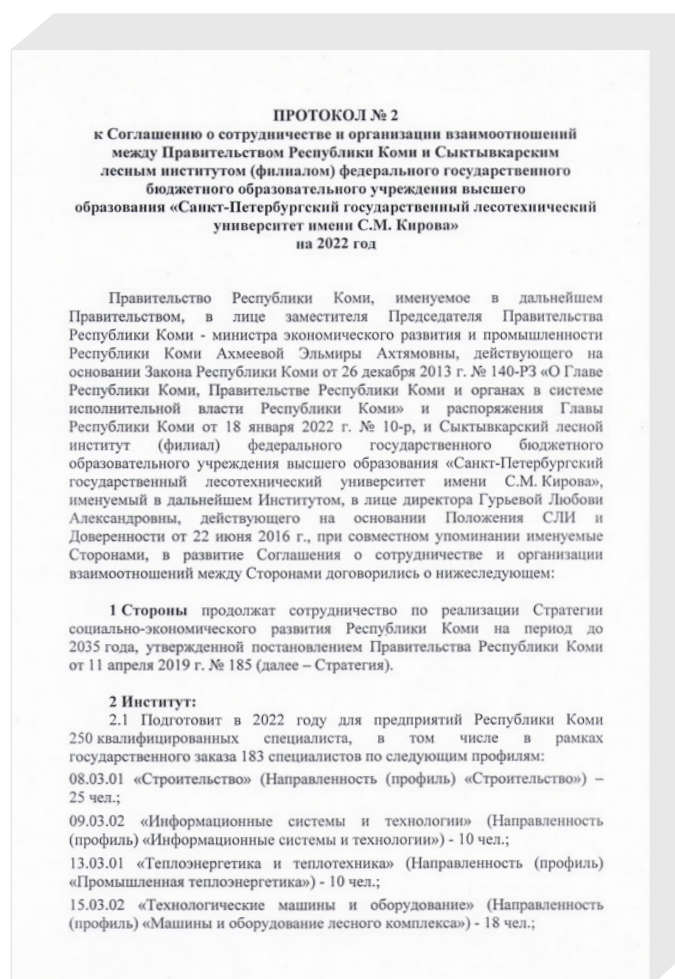 ПРОТОКОЛ № 2
к Соглашению о сотрудничестве и организации взаимоотношений
между Правительством Республики Коми и Сыктывкарским
лесным институтом (филиалом) федерального государственного
бюджетного образовательного учреждения высшего
образования «Санкт-Петербургский государственный лесотехнический
университет имени С.М. Кирова»
на 2022 год
Правительство Республики Коми, именуемое в дальнейшем
Правительством, в лице заместителя Председателя Правительства
Республики Коми - министра экономического развития и промышленности
Республики Коми Ахмеевой Эльмиры Ахтямовны, действующего на
основании Закона Республики Коми от 26 декабря 2013 г. № 140-РЗ «О Главе
Республики Коми, Правительстве Республики Коми и органах в системе
исполнительной власти Республики Коми» и распоряжения Главы
Республики Коми от 18 января 2022 г. № 10-р, и Сыктывкарский лесной
институт (филиал) федерального государственного бюджетного
образовательного учреждения высшего образования «Санкт-Петербургский
государственный лесотехнический университет имени С.М. Кирова»,
именуемый в дальнейшем Институтом, в лице директора Гурьевой Любови
Александровны, действующего на основании Положения СЛИ и
Доверенности от 22 июня 2016 г., при совместном упоминании именуемые
Сторонами, в развитие Соглашения о сотрудничестве и организации
взаимоотношений между Сторонами договорились о нижеследующем:
1 Стороны продолжат сотрудничество по реализации Стратегии
социально-экономического развития Республики Коми на период до
2035 года, утвержденной постановлением Правительства Республики Коми
от 11 апреля 2019 г. № 185 (далее – Стратегия).
2 Институт:
2.1 Подготовит в 2022 году для предприятий Республики Коми
250 квалифицированных специалиста, в том числе в рамках
государственного заказа 183 специалистов по следующим профилям:
08.03.01 «Строительство» (Направленность (профиль) «Строительство») –
25 чел.;
09.03.02 «Информационные системы и технологии» (Направленность
(профиль) «Информационные системы и технологии») - 10 чел.;
13.03.01 «Теплоэнергетика и теплотехника» (Направленность (профиль)
«Промышленная теплоэнергетика») - 10 чел.;
15.03.02 «Технологические машины и оборудование» (Направленность
(профиль) «Машины и оборудование лесного комплекса») - 18 чел.;